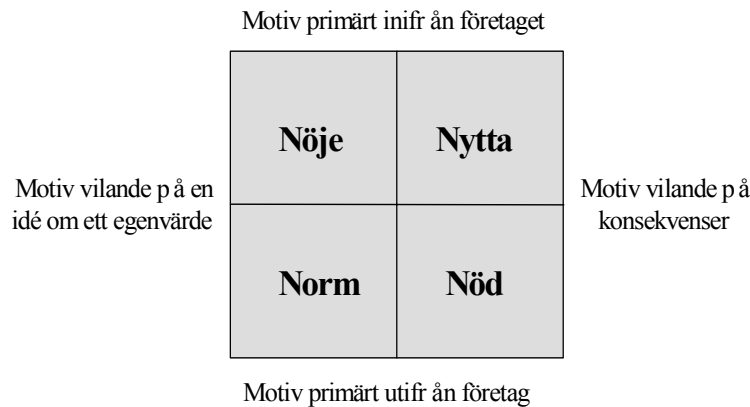 Motiv primärt inifr ån företaget
Nöje
Nytta
Motiv vilande p å en
idé om ett egenvärde
Motiv vilande p å
konsekvenser
Norm
Nöd
Motiv primärt utifr ån företag